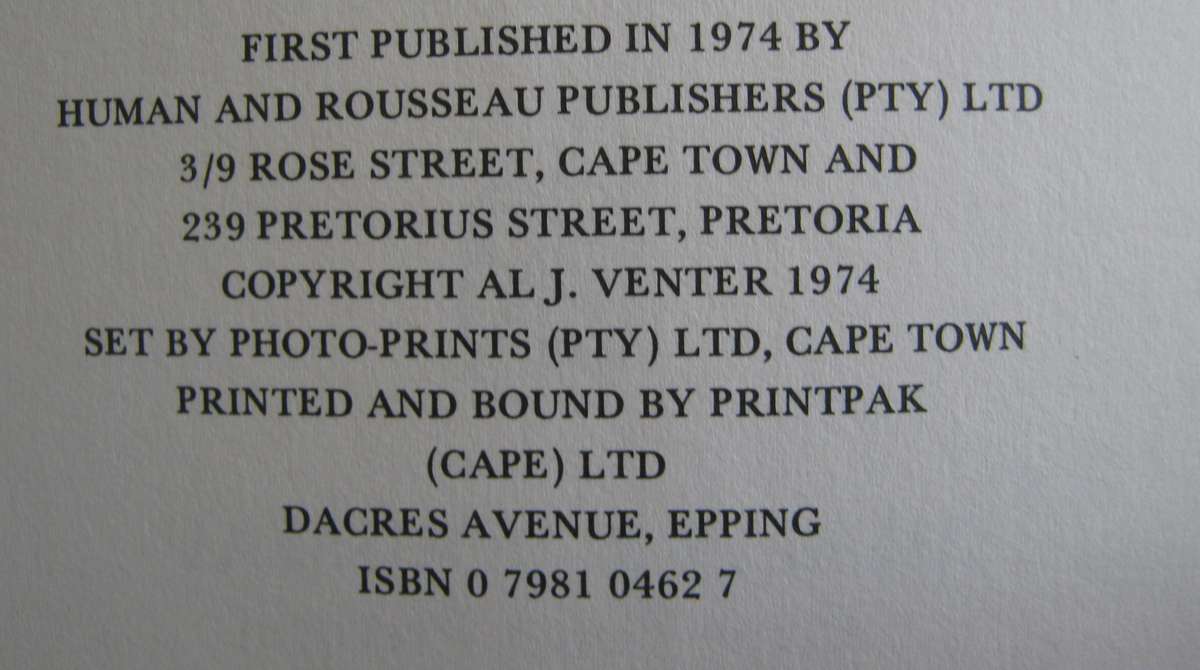 FIRST PUBLISHED IN 1974 BY
HUMAN AND ROUSSEAU PUBLISHERS (PTY) LTD
3/9 ROSE STREET, CAPE TOWN AND
239 PRETORIUS STREET, PRETORIA
COPYRIGHT AL J. VENTER 1974
SET BY PHOTO-PRINTS (PTY) LTD, CAPE TOWN
PRINTED AND BOUND BY PRINTPAK
(CAPE) LTD
DACRES AVENUE, EPPING
ISBN 0 7981 0462 7